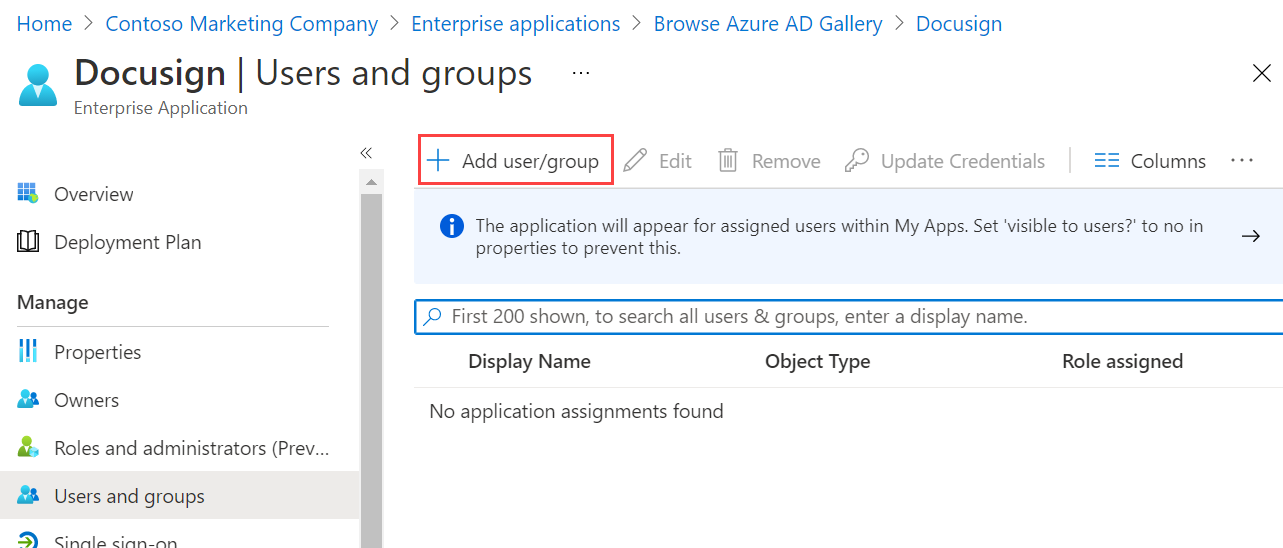 Home > Contoso Marketing Company > Enterprise applications > Browse Azure AD Gallery > Docusign
Docusign | Users and groups ...
Enterprise Application
«
+ Add user/group Edit Remove Update Credentials Columns ...
Overview
Deployment Plan
Manage
Properties
Owners
Roles and administrators (Prev...
Users and groups
Single sign-on
The application will appear for assigned users within My Apps. Set 'visible to users?' to no in
properties to prevent this.
First 200 shown, to search all users & groups, enter a display name.
Display Name Object Type Role assigned
No application assignments found